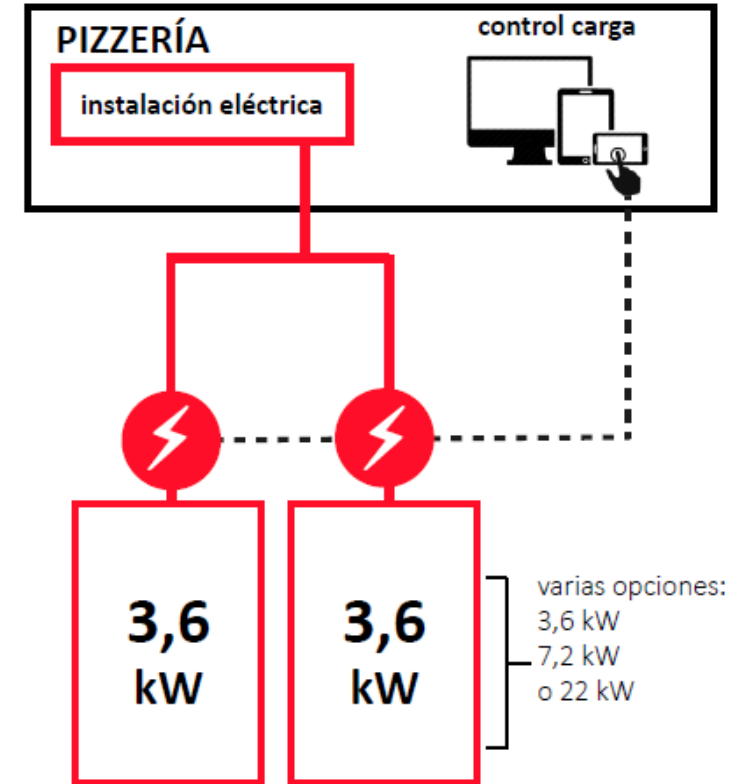 PIZZERÍA
control carga
instalación eléctrica
3,6
kW
3,6
kW
varias opciones:
3,6 kW
7,2 kW
o 22 kW